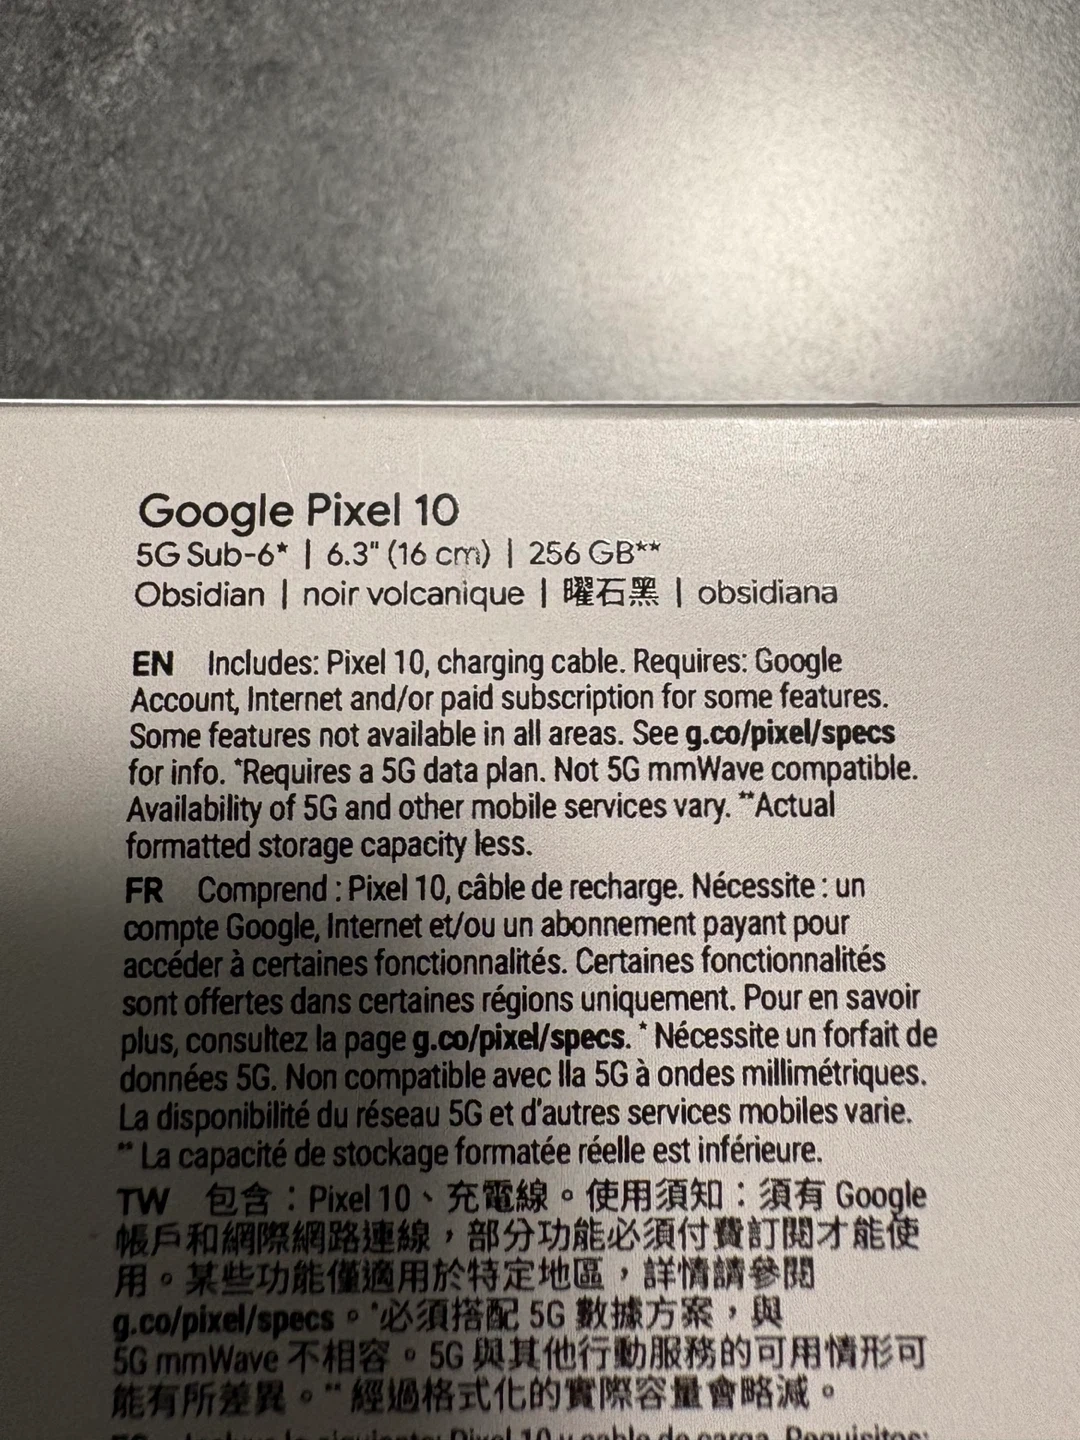 Google Pixel 10
5G Sub-6* | 6.3" (16 cm) | 256 GB**
Obsidian | noir volcanique | 曜石黑 | obsidiana
EN Includes: Pixel 10, charging cable. Requires: Google
Account, Internet and/or paid subscription for some features.
Some features not available in all areas. See g.co/pixel/specs
for info. *Requires a 5G data plan. Not 5G mmWave compatible.
Availability of 5G and other mobile services vary. **Actual
formatted storage capacity less.
FR Comprend : Pixel 10, câble de recharge. Nécessite : un
compte Google, Internet et/ou un abonnement payant pour
accéder à certaines fonctionnalités. Certaines fonctionnalités
sont offertes dans certaines régions uniquement. Pour en savoir
plus, consultez la page g.co/pixel/specs. * Nécessite un forfait de
données 5G. Non compatible avec lla 5G à ondes millimétriques.
La disponibilité du réseau 5G et d'autres services mobiles varie.
** La capacité de stockage formatée réelle est inférieure.
TW 包含：Pixel 10、充電線。使用須知：須有 Google
帳戶和網際網路連線，部分功能必須付費訂閱才能使
用。某些功能僅適用於特定地區，詳情請參閱
g.co/pixel/specs。*必須搭配 5G 數據方案，與
5G mmWave 不相容。5G 與其他行動服務的可用情形可
能有所差異。**經過格式化的實際容量會略減。
Pixel 10 y cable de carga. Requisitos: